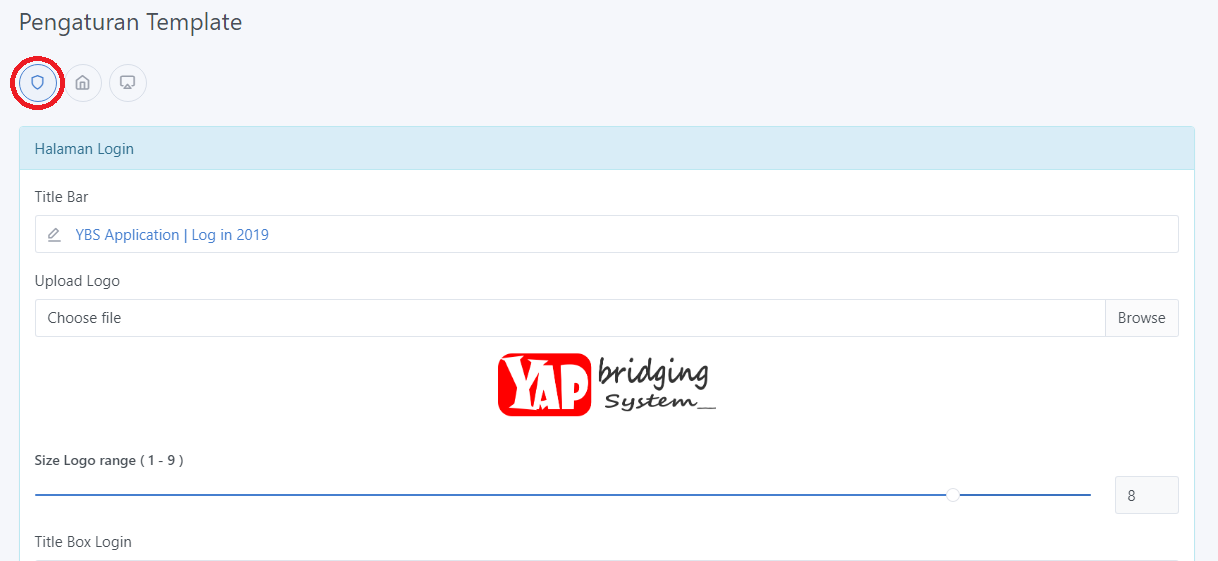 Pengaturan Template
Halaman Login
Title Bar
YBS Application | Log in 2019
Upload Logo
Choose file
Browse
YAP bridging
System__
Size Logo range ( 1 - 9 )
8
Title Box Login